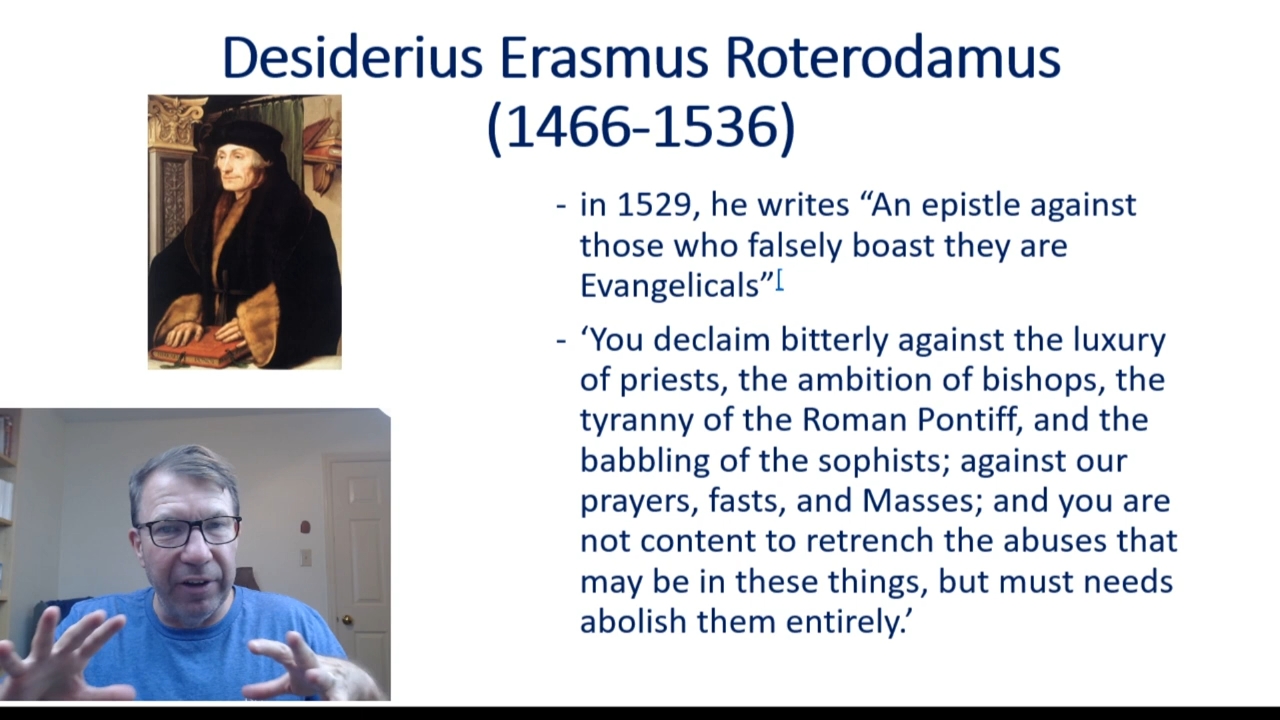 Desiderius Erasmus Roterodamus
(1466-1536)
- in 1529, he writes “An epistle against
those who falsely boast they are
Evangelicals”[
- ‘You declaim bitterly against the luxury
of priests, the ambition of bishops, the
tyranny of the Roman Pontiff, and the
babbling of the sophists; against our
prayers, fasts, and Masses; and you are
not content to retrench the abuses that
may be in these things, but must needs
abolish them entirely.’